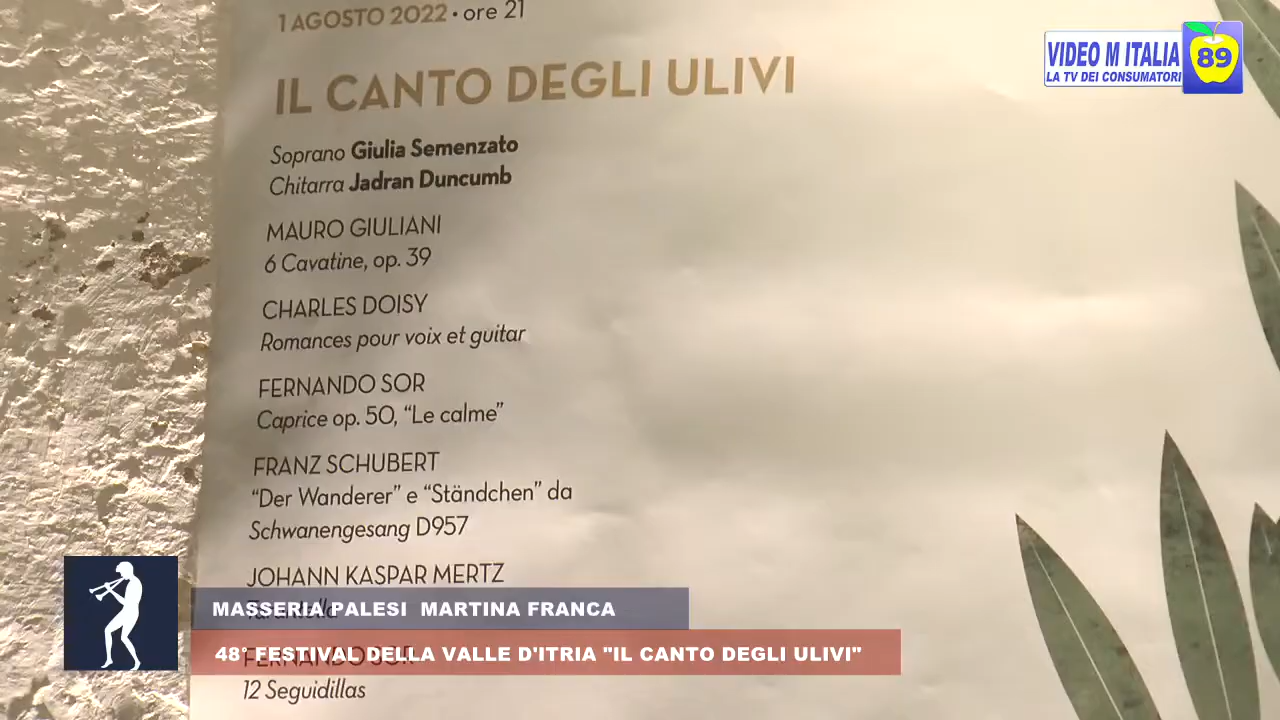 1 AGOSTO 2022 • ore 21
VIDEO M ITALIA
LA TV DEI CONSUMATORI
89
IL CANTO DEGLI ULIVI
Soprano Giulia Semenzato
Chitarra Jadran Duncumb
MAURO GIULIANI
6 Cavatine, op. 39
CHARLES DOISY
Romances pour voix et guitar
FERNANDO SOR
Caprice op. 50, “Le calme”
FRANZ SCHUBERT
“Der Wanderer” e “Ständchen” da
Schwanengesang D957
JOHANN KASPAR MERTZ
Tarantella
MASSERIA PALESI MARTINA FRANCA
FERNANDO SOR
48° FESTIVAL DELLA VALLE D'ITRIA "IL CANTO DEGLI ULIVI"
12 Seguidillas